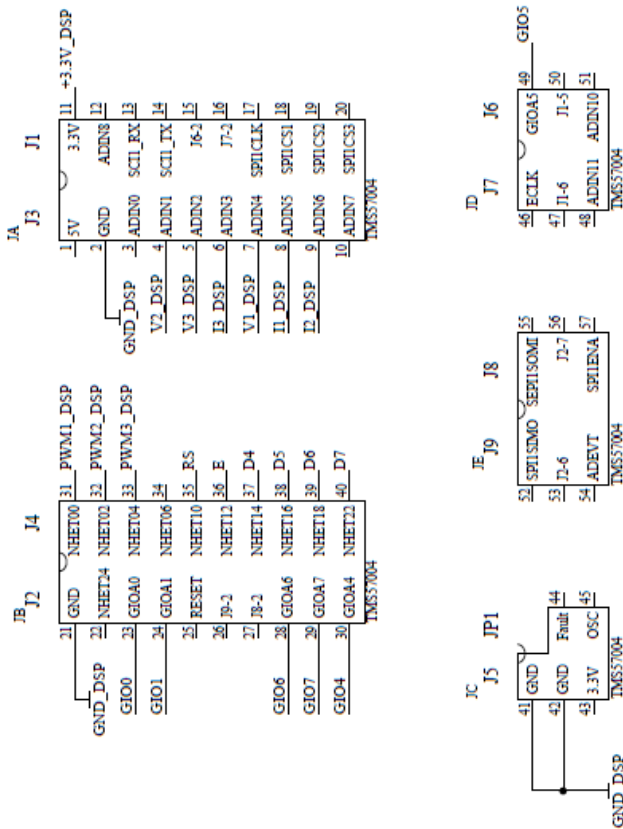 JA
J3 J1
1 5V 3.3V 11 +3.3V_DSP
2 GND ADIN8 12
3 ADIN0 SCI1_RX 13
4 ADIN1 SCI1_TX 14
5 ADIN2 J6-2 15
6 ADIN3 J7-2 16
7 ADIN4 SPI1CLK 17
8 ADIN5 SPI1CS1 18
9 ADIN6 SPI1CS2 19
10 ADIN7 SPI1CS3 20
TMS57004
GND_DSP
V2_DSP
V3_DSP
I3_DSP
V1_DSP
I1_DSP
I2_DSP
JB
J2 J4
21 GND NHET00 31 PWM1_DSP
22 NHET24 NHET02 32 PWM2_DSP
GIO0 23 GIOA0 NHET04 33 PWM3_DSP
GIO1 24 GIOA1 NHET06 34
25 RESET NHET10 35 RS
26 J9-2 NHET12 36 E
27 J8-2 NHET14 37 D4
GIO6 28 GIOA6 NHET16 38 D5
GIO7 29 GIOA7 NHET18 39 D6
GIO4 30 GIOA4 NHET22 40 D7
TMS57004
GND_DSP
JD
J7 J6
46 ECLK GIOA5 49 GIO5
47 J1-6 J1-5 50
48 ADIN11 ADIN10 51
TMS57004
JE
J9 J8
52 SPI1SIMO SEPI1SOMI 55
53 J2-6 J2-7 56
54 ADEVT SPI1ENA 57
TMS57004
JC
J5 JP1
41 GND
42 GND Fault 44
43 3.3V OSC 45
TMS57004
GND_DSP